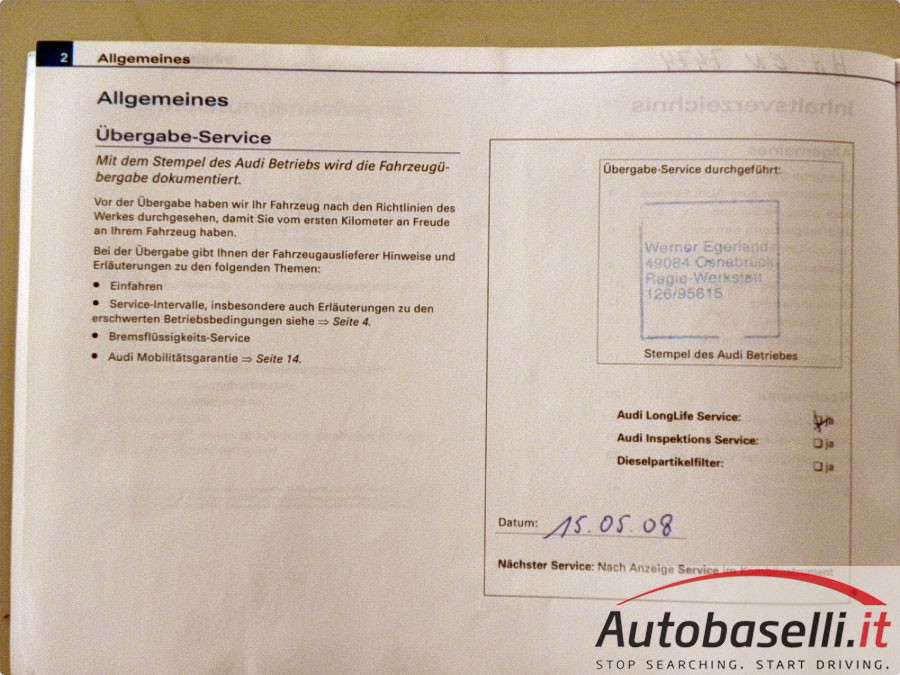 2 Allgemeines
Allgemeines
Übergabe-Service
Mit dem Stempel des Audi Betriebs wird die Fahrzeugü-
bergabe dokumentiert.
Vor der Übergabe haben wir Ihr Fahrzeug nach den Richtlinien des
Werkes durchgesehen, damit Sie vom ersten Kilometer an Freude
an Ihrem Fahrzeug haben.
Bei der Übergabe gibt Ihnen der Fahrzeugauslieferer Hinweise und
Erläuterungen zu den folgenden Themen:
• Einfahren
• Service-Intervalle, insbesondere auch Erläuterungen zu den
erschwerten Betriebsbedingungen siehe ⇒ Seite 4.
• Bremsflüssigkeits-Service
• Audi Mobilitätsgarantie ⇒ Seite 14.
Übergabe-Service durchgeführt:
Werner Egerland
49084 Osnabrück
Regie-Werkstatt
126/95615
Stempel des Audi Betriebes
Audi LongLife Service: ja
Audi Inspektions Service: ❑ ja
Dieselpartikelfilter: ❑ ja
Datum: 15.05.08
Nächster Service: Nach Anzeige Service im Kombiinstrument
Autobaselli.it
STOP SEARCHING. START DRIVING.